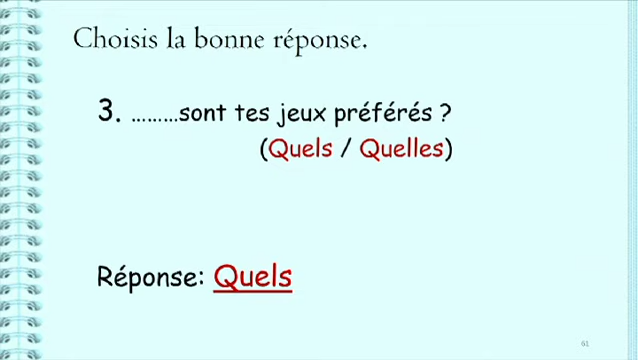 Choisis la bonne réponse.
3. .........sont tes jeux préférés ?
(Quels / Quelles)
Réponse: Quels
61